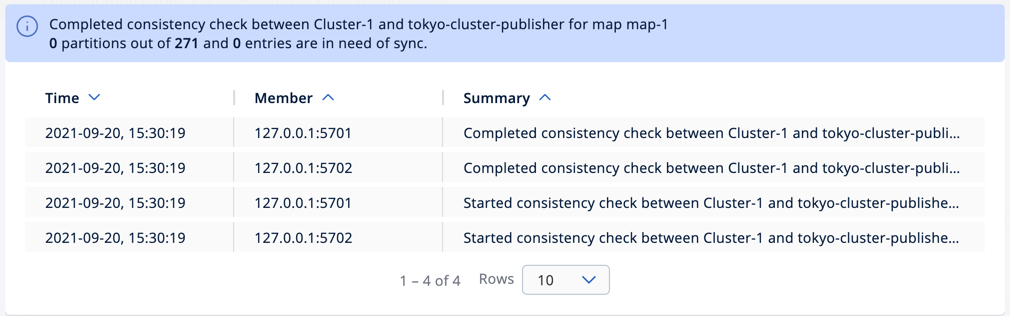 Completed consistency check between Cluster-1 and tokyo-cluster-publisher for map map-1
0 partitions out of 271 and 0 entries are in need of sync.
Time Member Summary
2021-09-20, 15:30:19 127.0.0.1:5701 Completed consistency check between Cluster-1 and tokyo-cluster-publi...
2021-09-20, 15:30:19 127.0.0.1:5702 Completed consistency check between Cluster-1 and tokyo-cluster-publi...
2021-09-20, 15:30:19 127.0.0.1:5701 Started consistency check between Cluster-1 and tokyo-cluster-publishe...
2021-09-20, 15:30:19 127.0.0.1:5702 Started consistency check between Cluster-1 and tokyo-cluster-publishe...
1 – 4 of 4 Rows 10